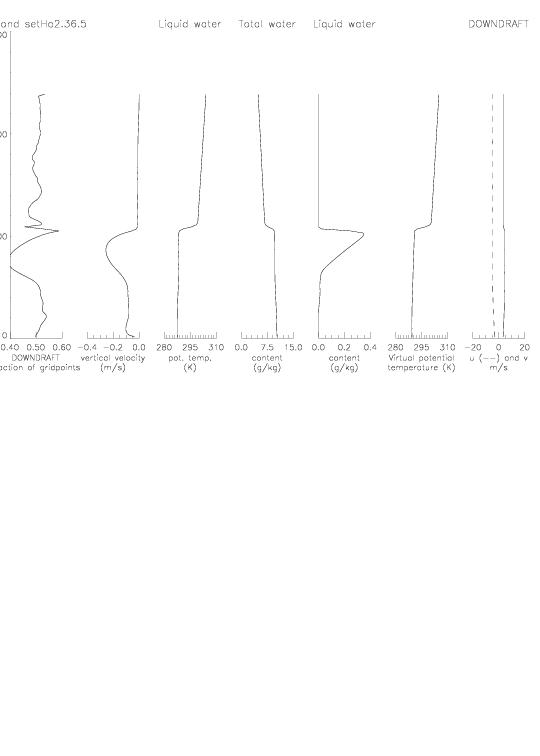 and setHa2.36.5 Liquid water Total water Liquid water DOWNDRAFT
0.40 0.50 0.60 -0.4 -0.2 0.0 280 295 310 0.0 7.5 15.0 0.0 0.2 0.4 280 295 310 -20 0 20
DOWNDRAFT vertical velocity pot. temp. content content Virtual potential u (--) and v
action of gridpoints (m/s) (K) (g/kg) (g/kg) temperature (K) m/s